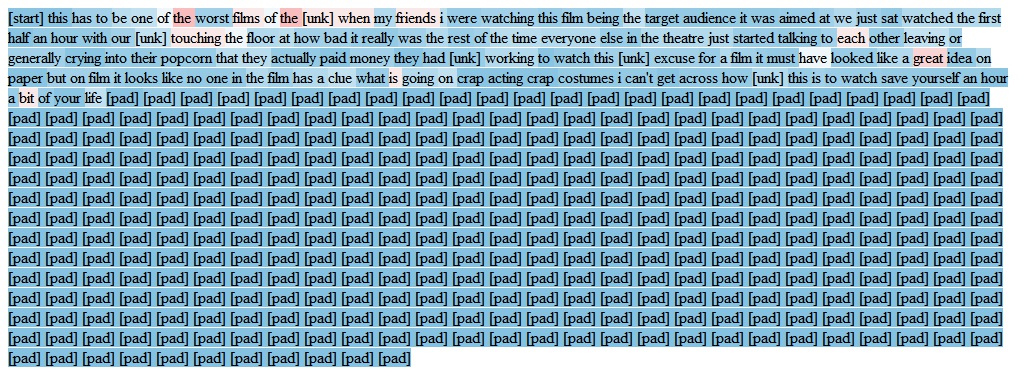 [start] this has to be one of the worst films of the [unk] when my friends i were watching this film being the target audience it was aimed at we just sat watched the first
half an hour with our [unk] touching the floor at how bad it really was the rest of the time everyone else in the theatre just started talking to each other leaving or
generally crying into their popcorn that they actually paid money they had [unk] working to watch this [unk] excuse for a film it must have looked like a great idea on
paper but on film it looks like no one in the film has a clue what is going on crap acting crap costumes i can't get across how [unk] this is to watch save yourself an hour
a bit of your life [pad] [pad] [pad] [pad] [pad] [pad] [pad] [pad] [pad] [pad] [pad] [pad] [pad] [pad] [pad] [pad] [pad] [pad] [pad] [pad] [pad] [pad] [pad] [pad]
[pad] [pad] [pad] [pad] [pad] [pad] [pad] [pad] [pad] [pad] [pad] [pad] [pad] [pad] [pad] [pad] [pad] [pad] [pad] [pad] [pad] [pad] [pad] [pad] [pad] [pad] [pad]
[pad] [pad] [pad] [pad] [pad] [pad] [pad] [pad] [pad] [pad] [pad] [pad] [pad] [pad] [pad] [pad] [pad] [pad] [pad] [pad] [pad] [pad] [pad] [pad] [pad] [pad] [pad]
[pad] [pad] [pad] [pad] [pad] [pad] [pad] [pad] [pad] [pad] [pad] [pad] [pad] [pad] [pad] [pad] [pad] [pad] [pad] [pad] [pad] [pad] [pad] [pad] [pad] [pad] [pad]
[pad] [pad] [pad] [pad] [pad] [pad] [pad] [pad] [pad] [pad] [pad] [pad] [pad] [pad] [pad] [pad] [pad] [pad] [pad] [pad] [pad] [pad] [pad] [pad] [pad] [pad] [pad]
[pad] [pad] [pad] [pad] [pad] [pad] [pad] [pad] [pad] [pad] [pad] [pad] [pad] [pad] [pad] [pad] [pad] [pad] [pad] [pad] [pad] [pad] [pad] [pad] [pad] [pad] [pad]
[pad] [pad] [pad] [pad] [pad] [pad] [pad] [pad] [pad] [pad] [pad] [pad] [pad] [pad] [pad] [pad] [pad] [pad] [pad] [pad] [pad] [pad] [pad] [pad] [pad] [pad] [pad]
[pad] [pad] [pad] [pad] [pad] [pad] [pad] [pad] [pad] [pad] [pad] [pad] [pad] [pad] [pad] [pad] [pad] [pad] [pad] [pad] [pad] [pad] [pad] [pad] [pad] [pad] [pad]
[pad] [pad] [pad] [pad] [pad] [pad] [pad] [pad] [pad] [pad] [pad] [pad] [pad] [pad] [pad] [pad] [pad] [pad] [pad] [pad] [pad] [pad] [pad] [pad] [pad] [pad] [pad]
[pad] [pad] [pad] [pad] [pad] [pad] [pad] [pad] [pad] [pad] [pad] [pad] [pad] [pad] [pad] [pad] [pad] [pad] [pad] [pad] [pad] [pad] [pad] [pad] [pad] [pad] [pad]
[pad] [pad] [pad] [pad] [pad] [pad] [pad] [pad] [pad] [pad] [pad] [pad] [pad] [pad] [pad] [pad] [pad] [pad] [pad] [pad] [pad] [pad] [pad] [pad] [pad] [pad] [pad]
[pad] [pad] [pad] [pad] [pad] [pad] [pad] [pad] [pad] [pad] [pad] [pad] [pad] [pad] [pad] [pad] [pad] [pad] [pad] [pad] [pad] [pad] [pad] [pad] [pad] [pad] [pad]
[pad] [pad] [pad] [pad] [pad] [pad] [pad] [pad] [pad] [pad] [pad] [pad] [pad] [pad] [pad] [pad] [pad] [pad] [pad] [pad] [pad] [pad] [pad] [pad] [pad] [pad] [pad]
[pad] [pad] [pad] [pad] [pad] [pad] [pad] [pad] [pad] [pad] [pad]